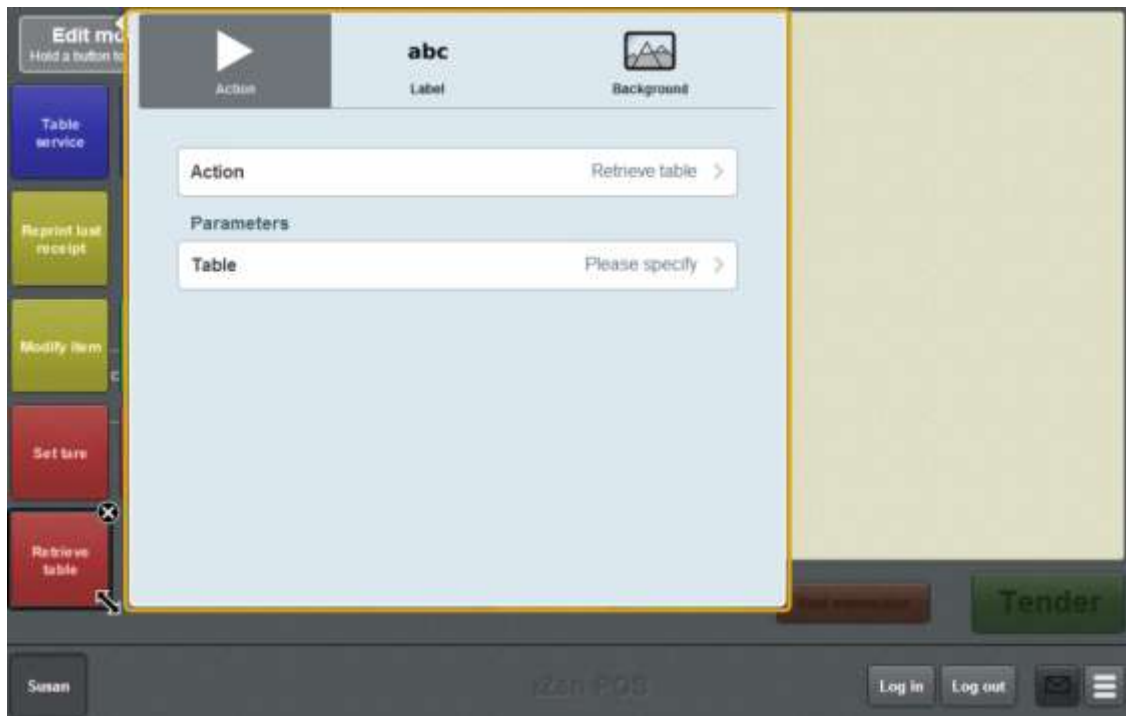 Edit mo
Hold a button to
Action
abc
Label
Background
Table
service
Action
Retrieve table
Parameters
Table
Please specify
Reprint last
receipt
Modify item
Set tare
Retrieve
table
Tender
Susan
Log in
Log out